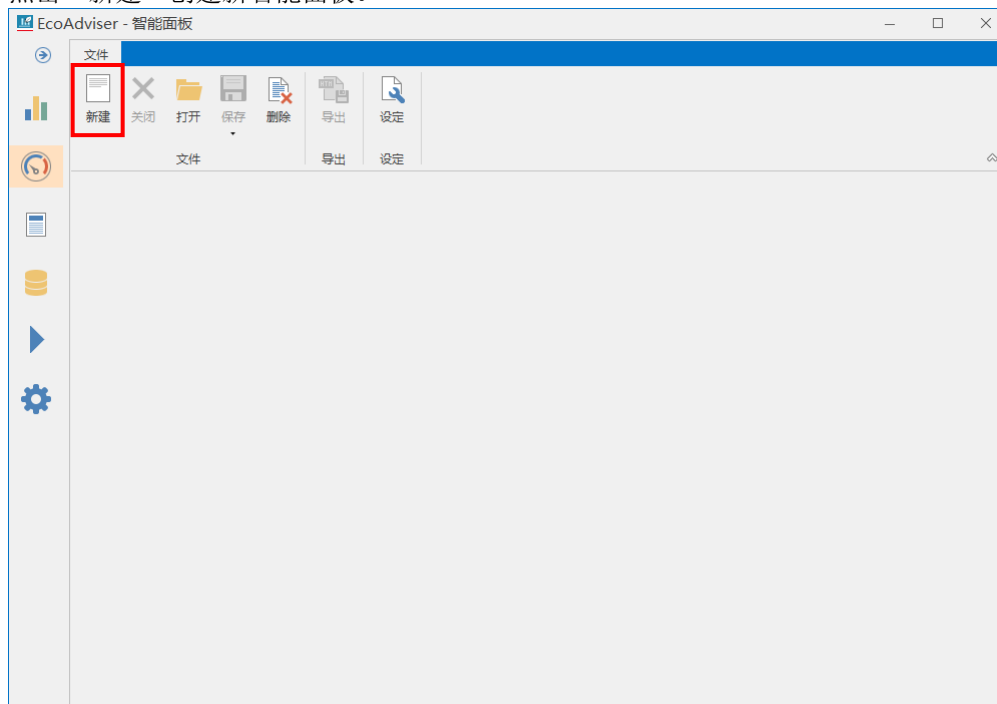 EcoAdviser - 智能面板
文件
新建 关闭 打开 保存 删除 导出 设定
文件 导出 设定